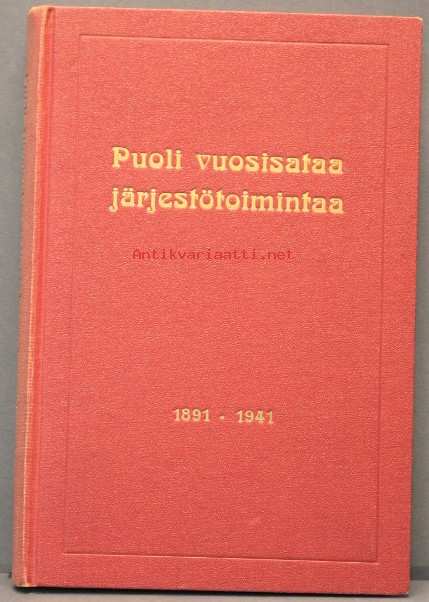 Puoli vuosisataa
järjestötoimintaa
Antikvariaatti.net
1891 - 1941